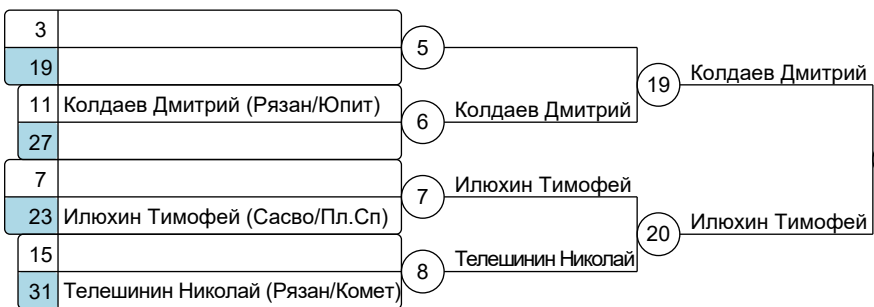 3
5
19
19 Колдаев Дмитрий
11 Колдаев Дмитрий (Рязан/Юпит)
6 Колдаев Дмитрий
27
7
7 Илюхин Тимофей
23 Илюхин Тимофей (Сасво/Пл.Сп)
20 Илюхин Тимофей
15
8 Телешинин Николай
31 Телешинин Николай (Рязан/Комет)